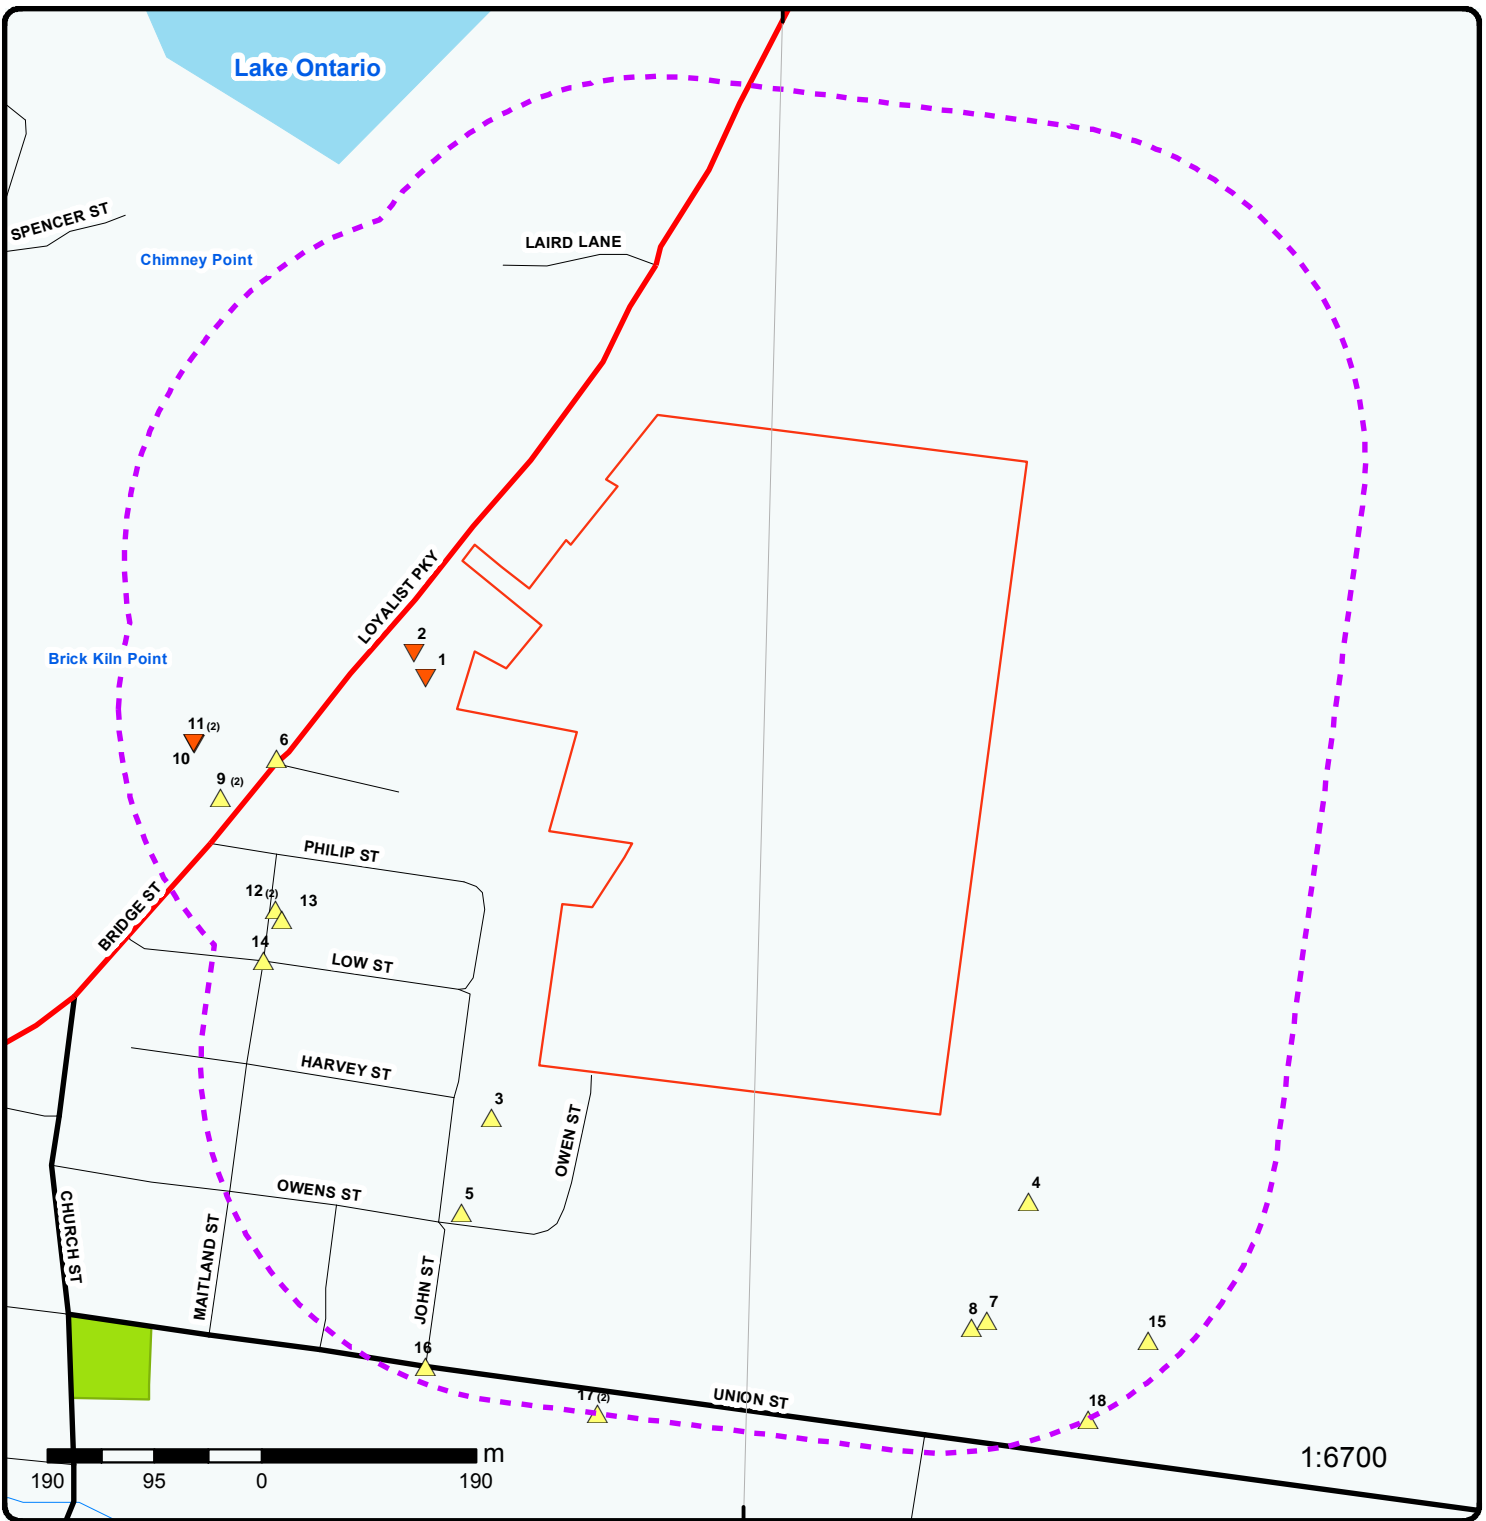 Lake Ontario
SPENCER ST
LAIRD LANE
Chimney Point
LOYALIST PKY
2
1
Brick Kiln Point
11 (2)
10
6
9 (2)
PHILIP ST
BRIDGE ST
12 (2)
13
14
LOW ST
HARVEY ST
3
OWEN ST
4
OWENS ST
5
CHURCH ST
MAITLAND ST
JOHN ST
8
7
15
16
17 (2)
UNION ST
18
m
190
95
0
190
1:6700